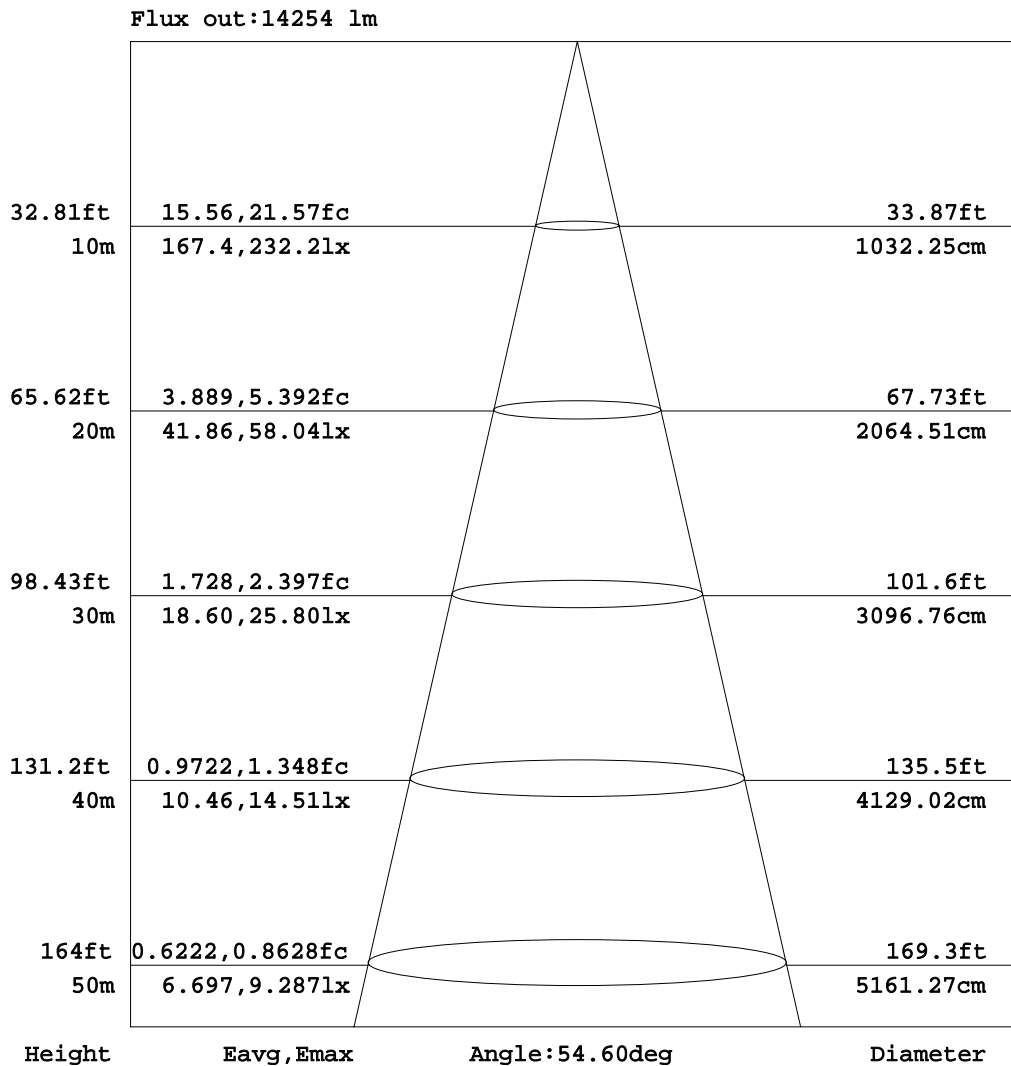 Flux out:14254 lm
32.81ft 15.56,21.57fc 33.87ft
10m 167.4,232.2lx 1032.25cm
65.62ft 3.889,5.392fc 67.73ft
20m 41.86,58.04lx 2064.51cm
98.43ft 1.728,2.397fc 101.6ft
30m 18.60,25.80lx 3096.76cm
131.2ft 0.9722,1.348fc 135.5ft
40m 10.46,14.51lx 4129.02cm
164ft 0.6222,0.8628fc 169.3ft
50m 6.697,9.287lx 5161.27cm
Height Eavg,Emax Angle:54.60deg Diameter